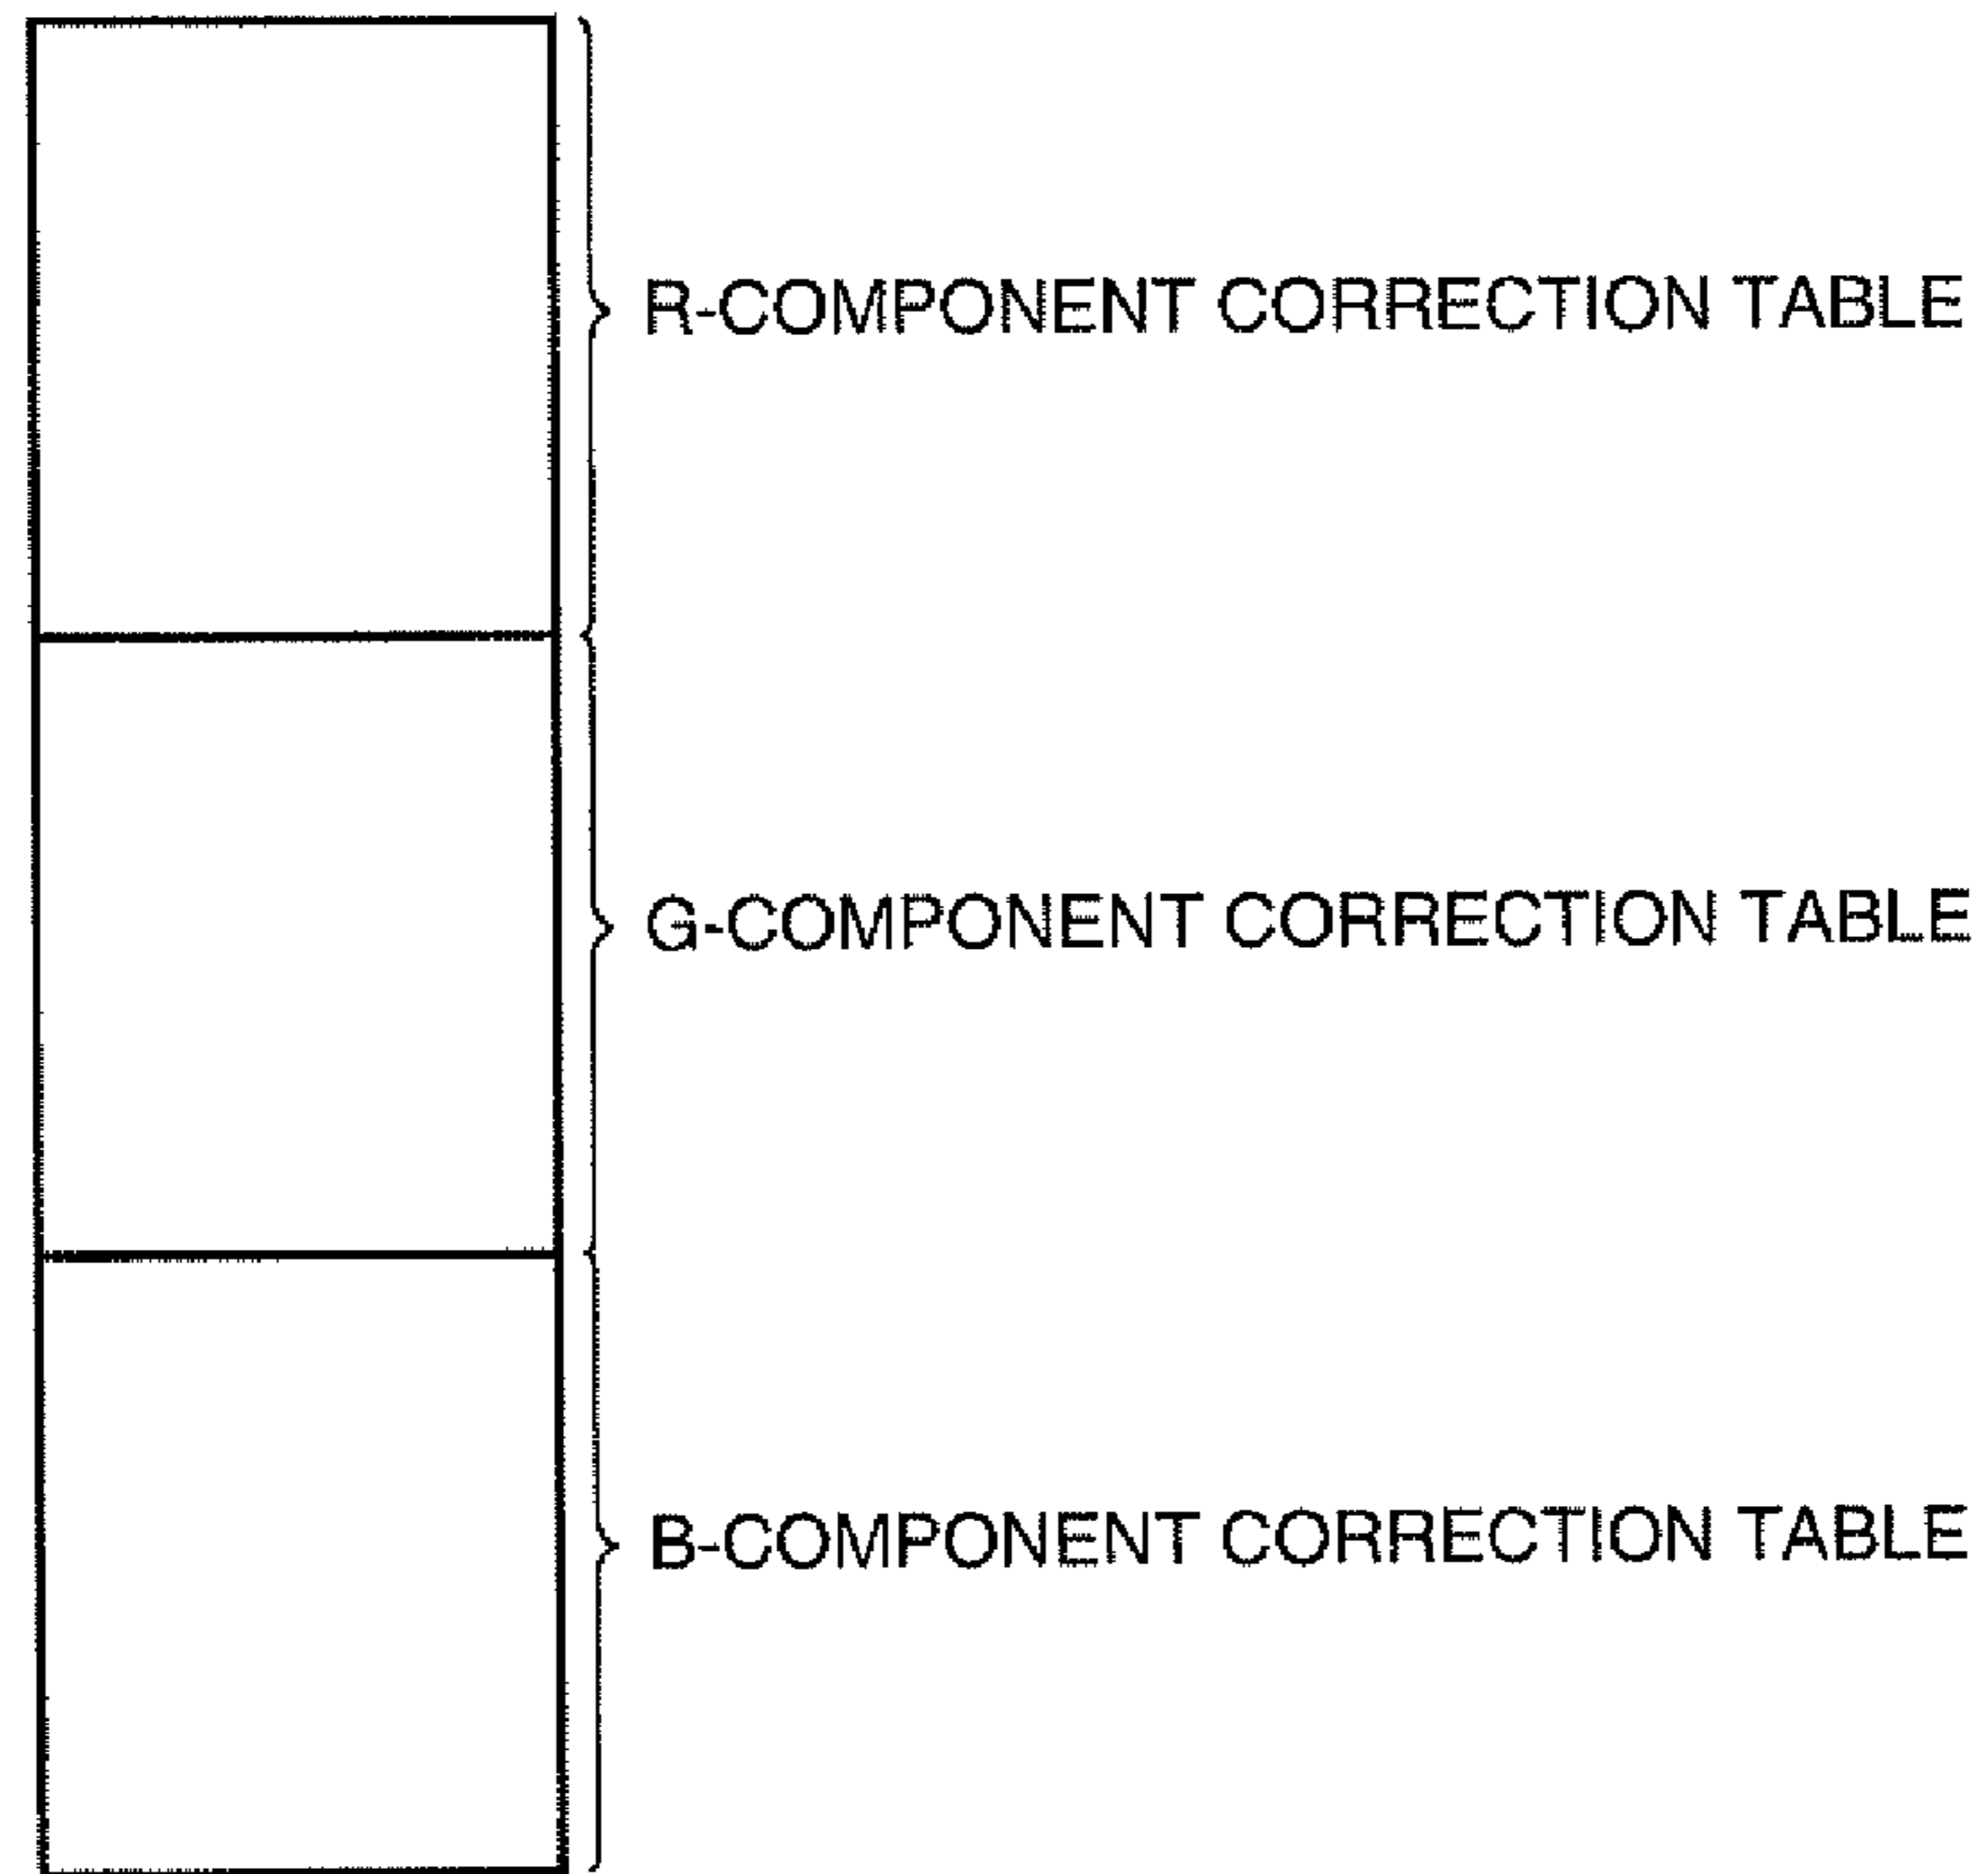 R-COMPONENT CORRECTION TABLE
G-COMPONENT CORRECTION TABLE
B-COMPONENT CORRECTION TABLE